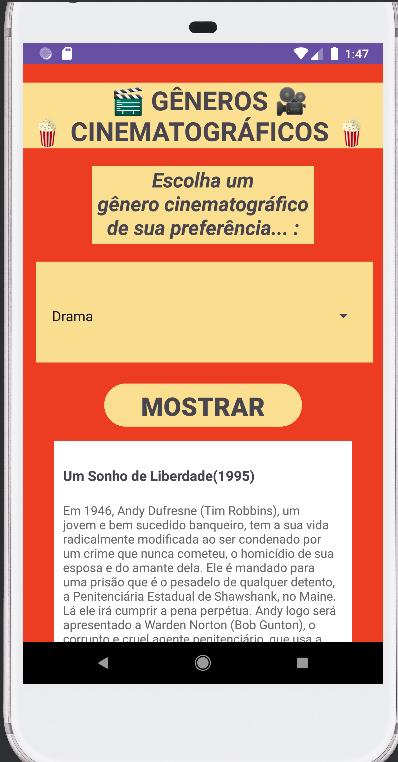 1:47
🎬 GÊNEROS 🎥
🍿 CINEMATOGRÁFICOS 🍿
Escolha um
gênero cinematográfico
de sua preferência... :
Drama
MOSTRAR
Um Sonho de Liberdade(1995)
Em 1946, Andy Dufresne (Tim Robbins), um
jovem e bem sucedido banqueiro, tem a sua vida
radicalmente modificada ao ser condenado por
um crime que nunca cometeu, o homicídio de sua
esposa e do amante dela. Ele é mandado para
uma prisão que é o pesadelo de qualquer detento,
a Penitenciária Estadual de Shawshank, no Maine.
Lá ele irá cumprir a pena perpétua. Andy logo será
apresentado a Warden Norton (Bob Gunton), o
corrupto e cruel agente penitenciário, que usa a